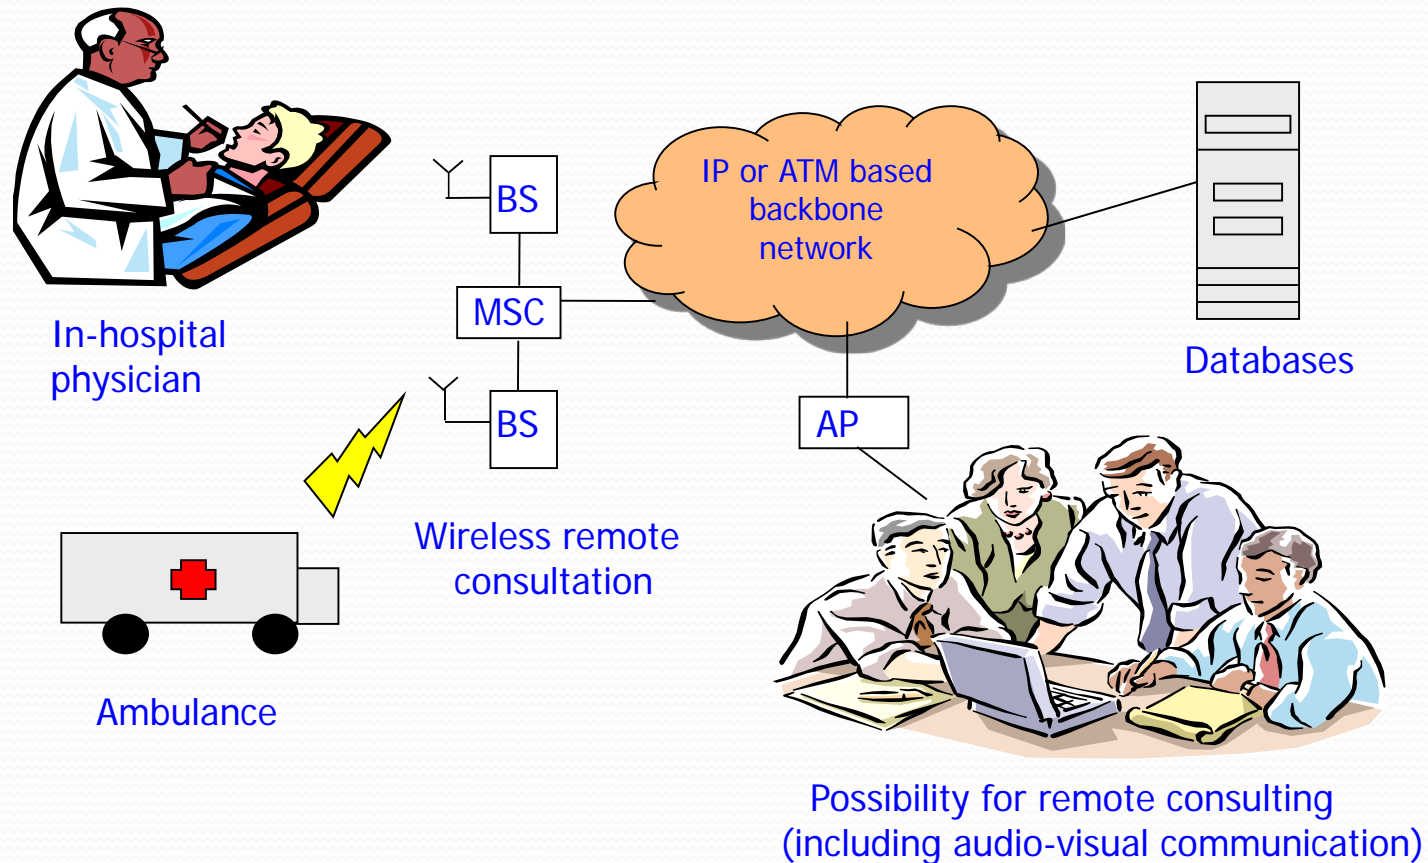 IP or ATM based
backbone
network
BS
MSC
BS
In-hospital
physician
Databases
AP
Wireless remote
consultation
Ambulance
Possibility for remote consulting
(including audio-visual communication)